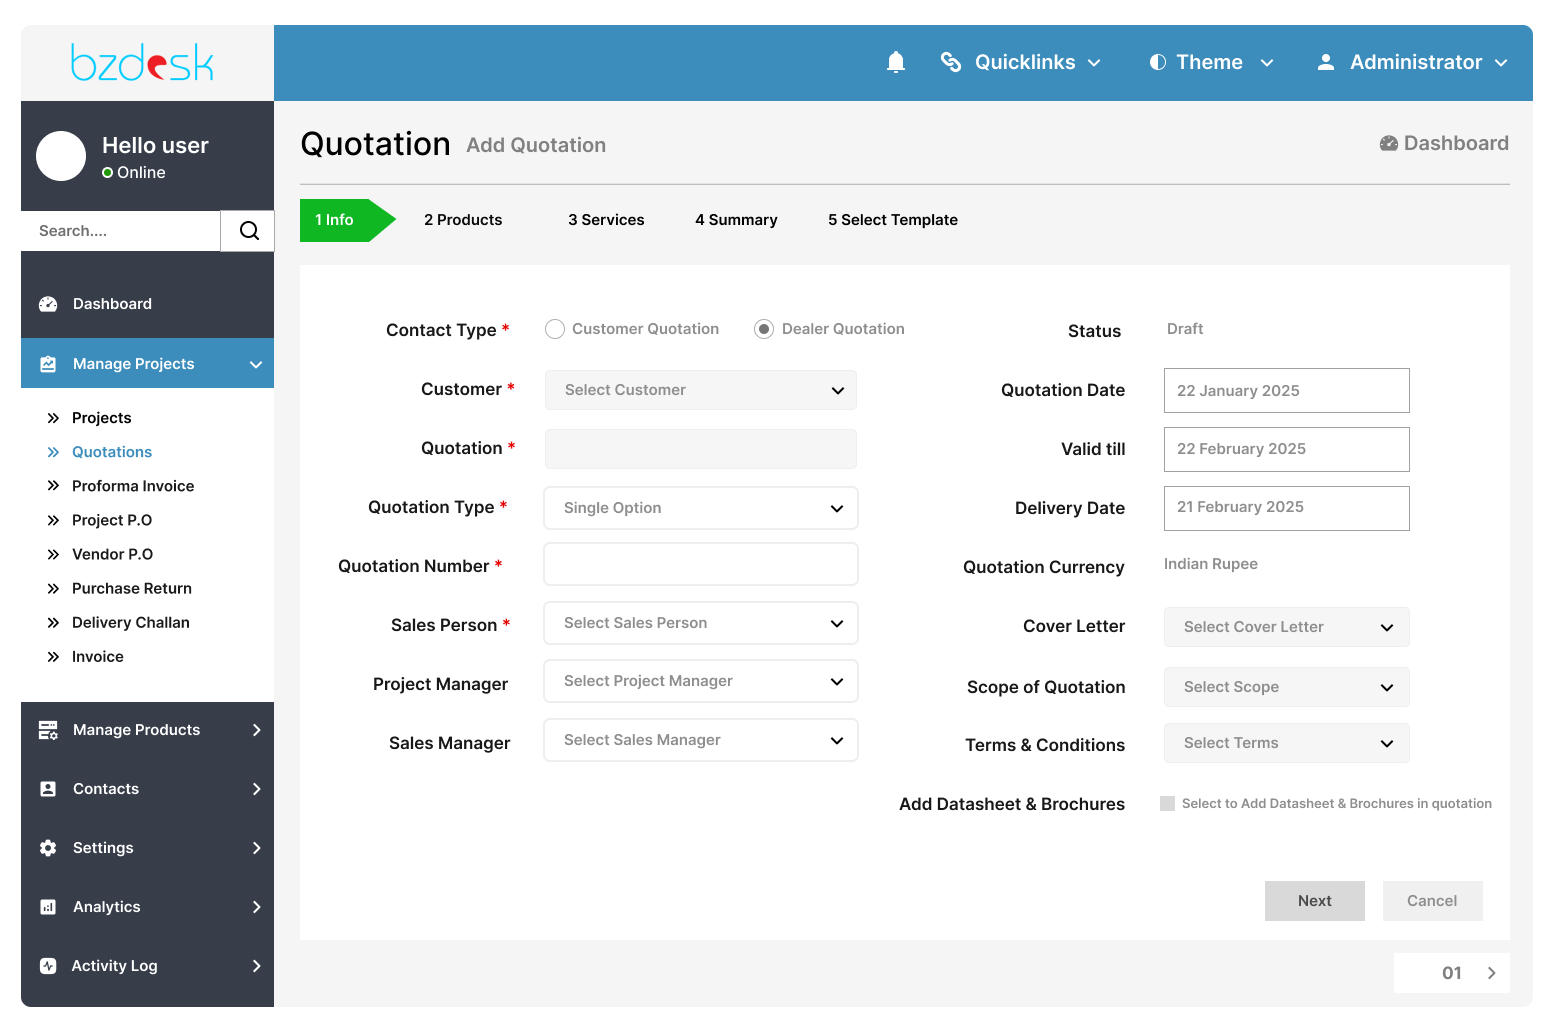 bzdesk
Quicklinks
Theme
Administrator
Hello user
Online
Search....
Dashboard
Manage Projects
Projects
Quotations
Proforma Invoice
Project P.O
Vendor P.O
Purchase Return
Delivery Challan
Invoice
Manage Products
Contacts
Settings
Analytics
Activity Log
Quotation Add Quotation
Dashboard
1 Info 2 Products 3 Services 4 Summary 5 Select Template
Contact Type * Customer Quotation Dealer Quotation
Customer * Select Customer
Quotation *
Quotation Type * Single Option
Quotation Number *
Sales Person * Select Sales Person
Project Manager Select Project Manager
Sales Manager Select Sales Manager
Status Draft
Quotation Date 22 January 2025
Valid till 22 February 2025
Delivery Date 21 February 2025
Quotation Currency Indian Rupee
Cover Letter Select Cover Letter
Scope of Quotation Select Scope
Terms & Conditions Select Terms
Add Datasheet & Brochures Select to Add Datasheet & Brochures in quotation
Next Cancel
01